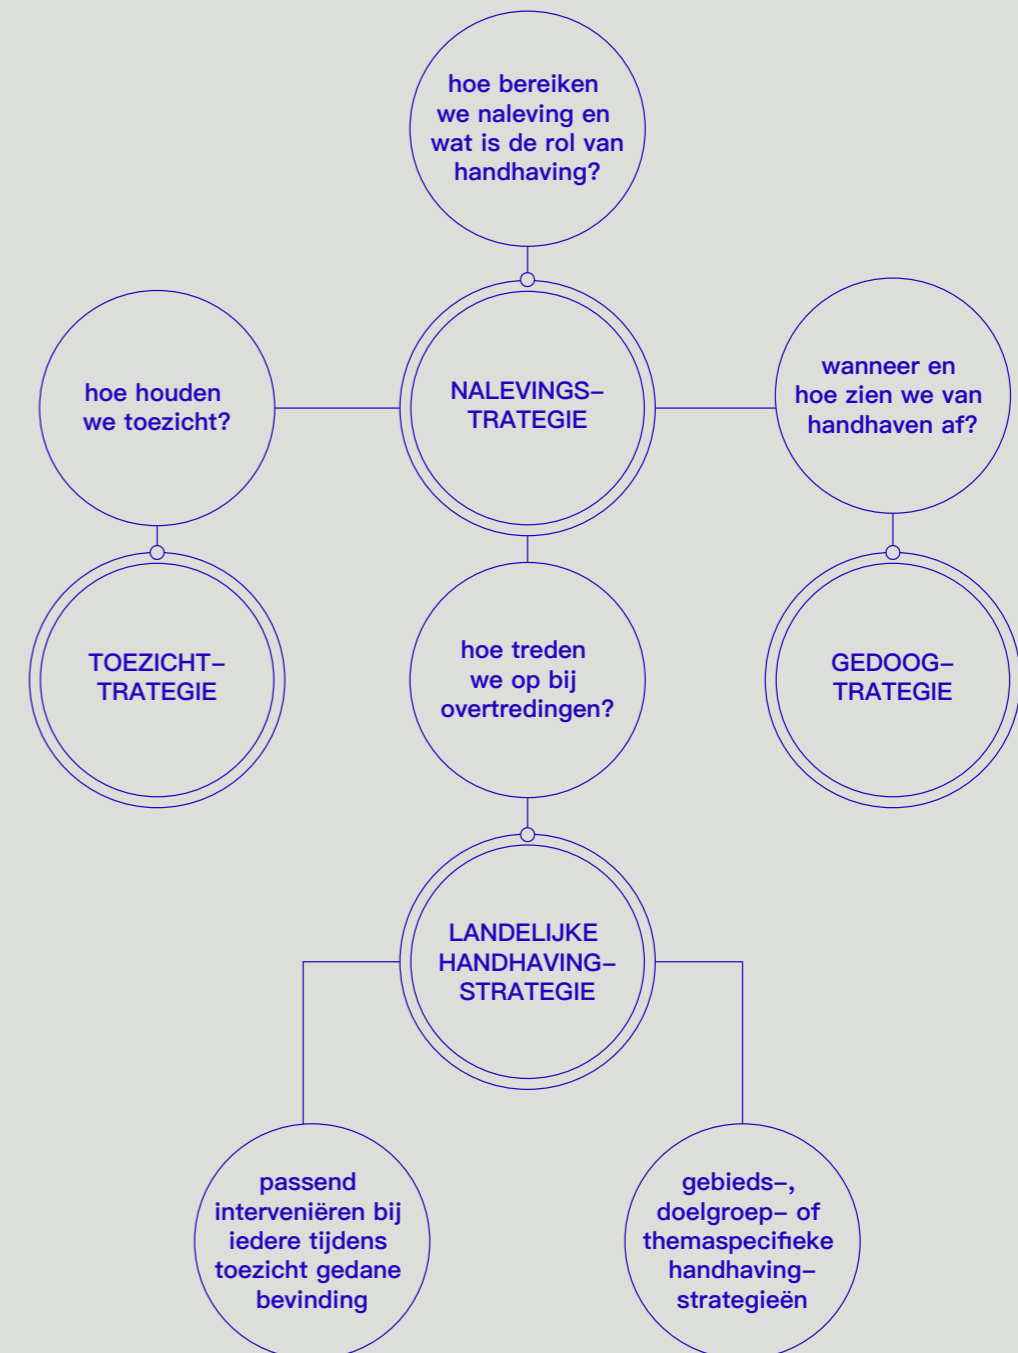 hoe bereiken
we naleving en
wat is de rol van
handhaving?
NALEVINGS–
TRATEGIE
hoe houden
we toezicht?
wanneer en
hoe zien we van
handhaven af?
TOEZICHT–
TRATEGIE
hoe treden
we op bij
overtredingen?
GEDOOG–
TRATEGIE
LANDELIJKE
HANDHAVING–
STRATEGIE
passend
interveniëren bij
iedere tijdens
toezicht gedane
bevinding
gebieds–,
doelgroep– of
themaspecifieke
handhaving–
strategieën